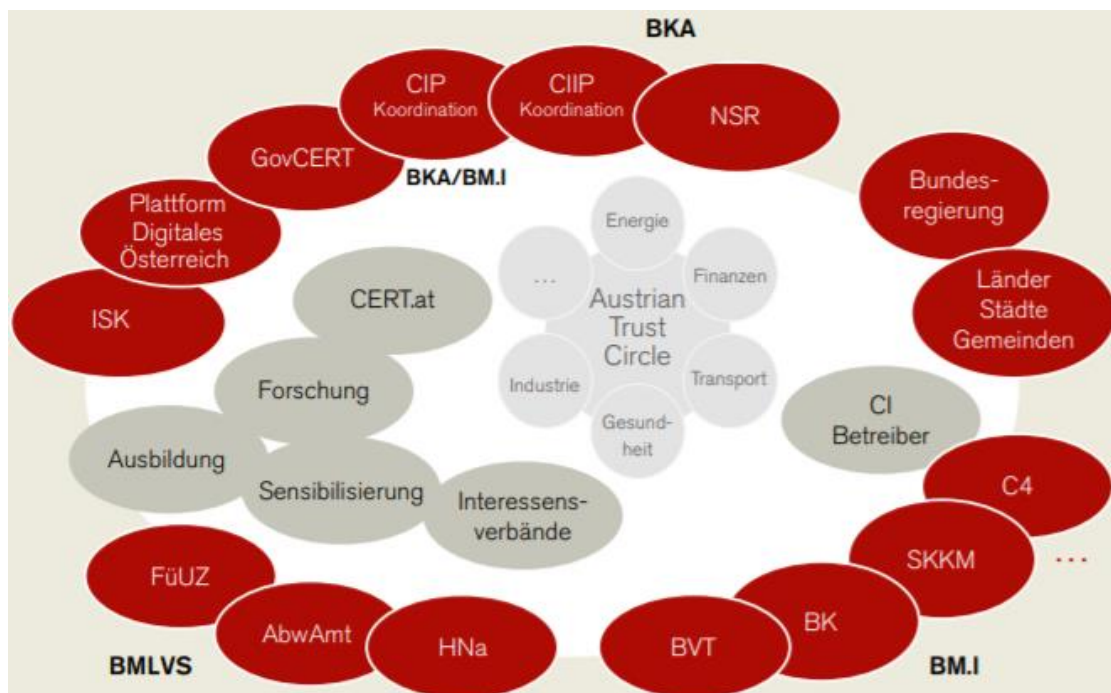 BKA
CIP
Koordination
CIIP
Koordination
NSR
GovCERT
BKA/BM.I
Bundes-
regierung
Plattform
Digitales
Österreich
Energie
...
Finanzen
CERT.at
Austrian
Trust
Circle
Länder
Städte
Gemeinden
ISK
Industrie
Transport
Forschung
Gesund-
heit
CI
Betreiber
Ausbildung
Sensibilisierung
Interessens-
verbände
C4
SKKM
...
FüUZ
AbwAmt
HNa
BVT
BK
BMLVS
BM.I